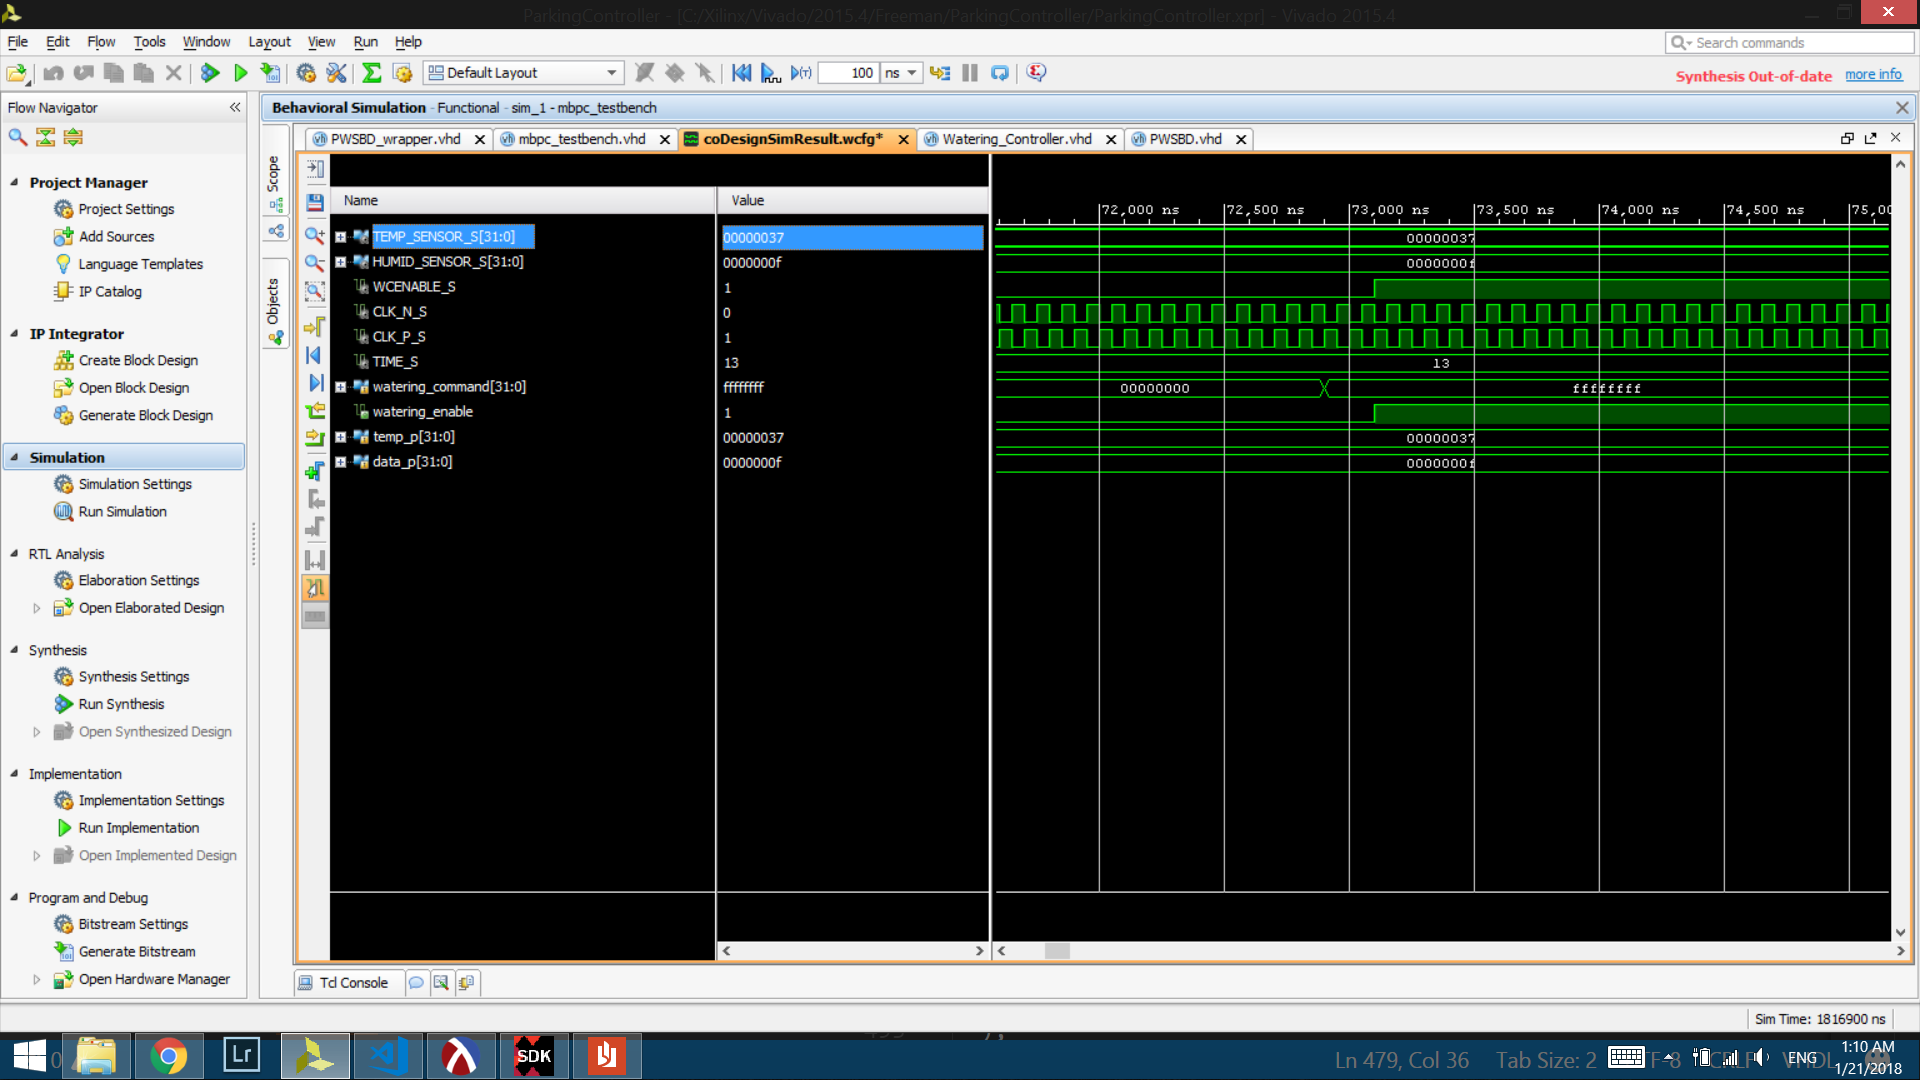 ParkingController - [C:/Xilinx/Vivado/2015.4/Freeman/ParkingController/ParkingController.xpr] - Vivado 2015.4
File Edit Flow Tools Window Layout View Run Help
Search commands
Default Layout
100 ns
Synthesis Out-of-date more info
Flow Navigator
Behavioral Simulation - Functional - sim_1 - mbpc_testbench
PWSBD_wrapper.vhd mbpc_testbench.vhd coDesignSimResult.wcfg* Watering_Controller.vhd PWSBD.vhd
Scope
Objects
Project Manager
Project Settings
Add Sources
Language Templates
IP Catalog
IP Integrator
Create Block Design
Open Block Design
Generate Block Design
Simulation
Simulation Settings
Run Simulation
RTL Analysis
Elaboration Settings
Open Elaborated Design
Synthesis
Synthesis Settings
Run Synthesis
Open Synthesized Design
Implementation
Implementation Settings
Run Implementation
Open Implemented Design
Program and Debug
Bitstream Settings
Generate Bitstream
Open Hardware Manager
Name Value
72,000 ns 72,500 ns 73,000 ns 73,500 ns 74,000 ns 74,500 ns 75,00
TEMP_SENSOR_S[31:0] 00000037 00000037
HUMID_SENSOR_S[31:0] 0000000f 0000000f
WCENABLE_S 1
CLK_N_S 0
CLK_P_S 1
TIME_S 13 13
watering_command[31:0] ffffffff 00000000 ffffffff
watering_enable 1
temp_p[31:0] 00000037 00000037
data_p[31:0] 0000000f 0000000f
Tcl Console
Sim Time: 1816900 ns
Lr
SDK
Ln 479, Col 36 Tab Size: 2
ENG
1:10 AM
1/21/2018